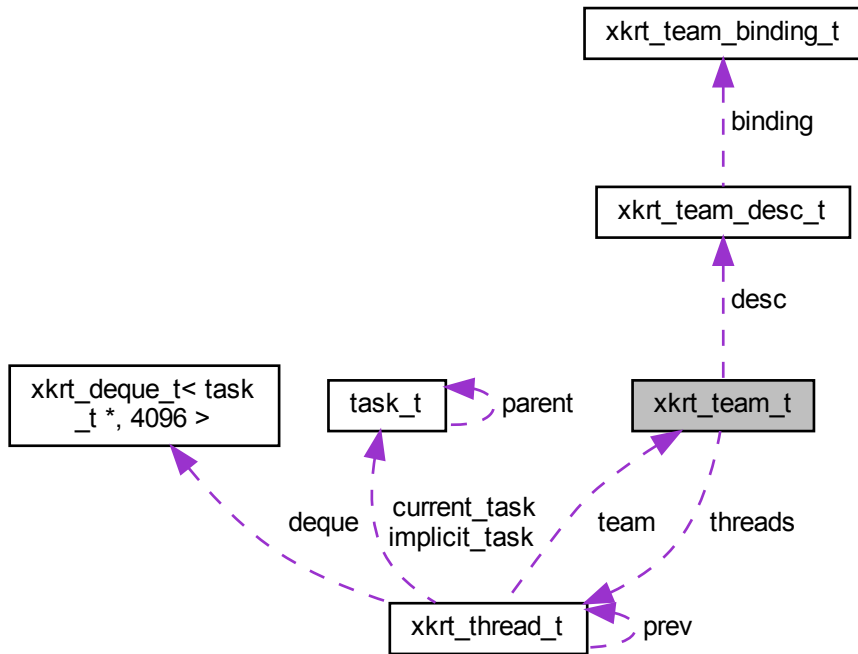 xkrt_team_binding_t
binding
xkrt_team_desc_t
desc
xkrt_deque_t< task
_t *, 4096 >
task_t
parent
xkrt_team_t
deque
current_task
implicit_task
team
threads
xkrt_thread_t
prev